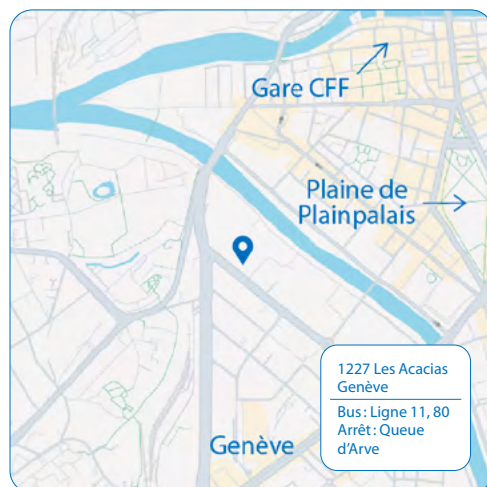 Gare CFF
Plaine de
Plainpalais
1227 Les Acacias
Genève
Bus : Ligne 11, 80
Arrêt : Queue
d’Arve
Genève